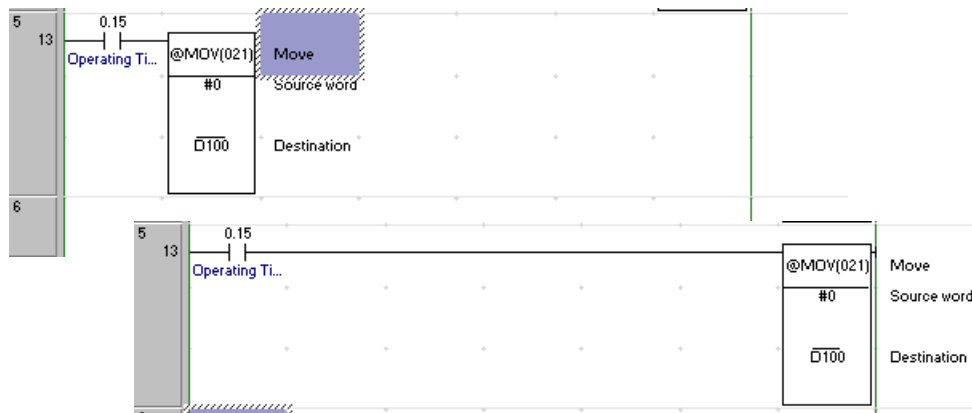 5
13
0.15
Operating Ti...
@MOV(021)
Move
#0
Source word
D100
Destination
6
5
13
0.15
Operating Ti...
@MOV(021)
Move
#0
Source word
D100
Destination